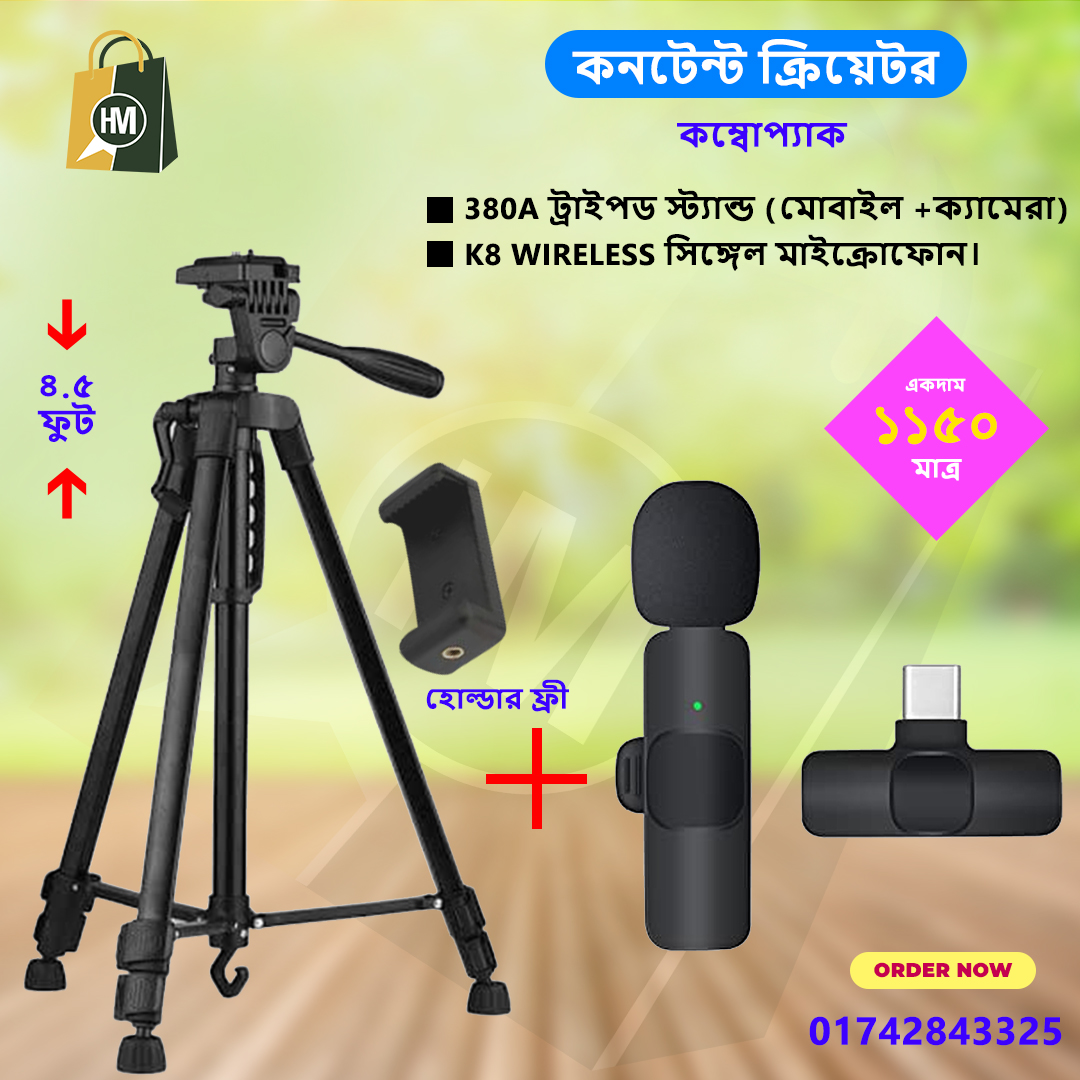 HM
কনটেন্ট ক্রিয়েটর
কম্বোপ্যাক
380A ট্রাইপড স্ট্যান্ড (মোবাইল +ক্যামেরা)
K8 WIRELESS সিঙ্গেল মাইক্রোফোন।
৪.৫
ফুট
একদাম
১১৫০
মাত্র
হোল্ডার ফ্রী
ORDER NOW
01742843325